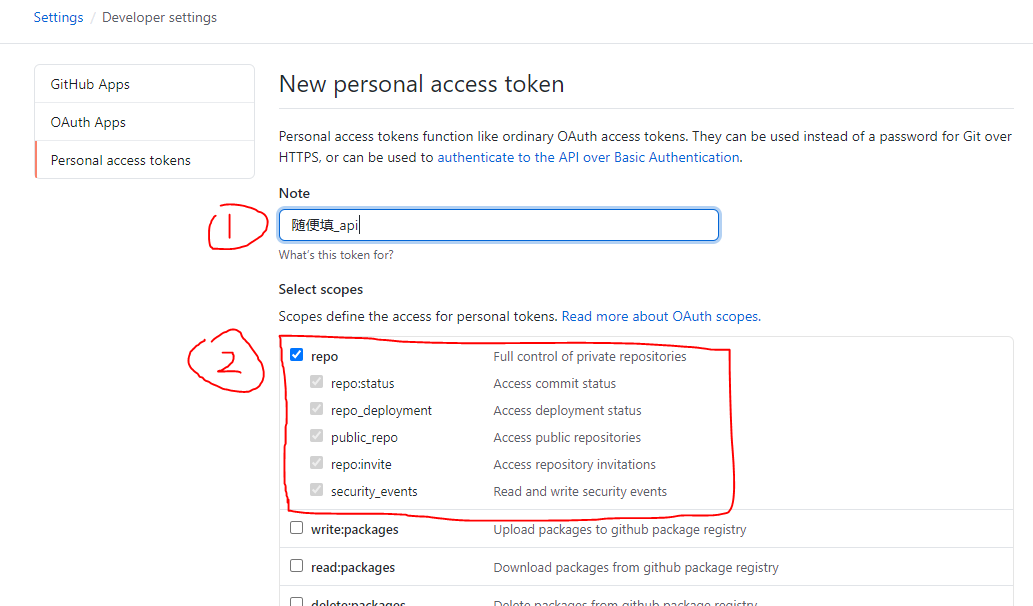 Settings / Developer settings
GitHub Apps
OAuth Apps
Personal access tokens
New personal access token
Personal access tokens function like ordinary OAuth access tokens. They can be used instead of a password for Git over
HTTPS, or can be used to authenticate to the API over Basic Authentication.
Note
1
随便填_api
What's this token for?
Select scopes
Scopes define the access for personal tokens. Read more about OAuth scopes.
2
repo Full control of private repositories
repo:status Access commit status
repo_deployment Access deployment status
public_repo Access public repositories
repo:invite Access repository invitations
security_events Read and write security events
write:packages Upload packages to github package registry
read:packages Download packages from github package registry
delete:packages Delete packages from github package registry